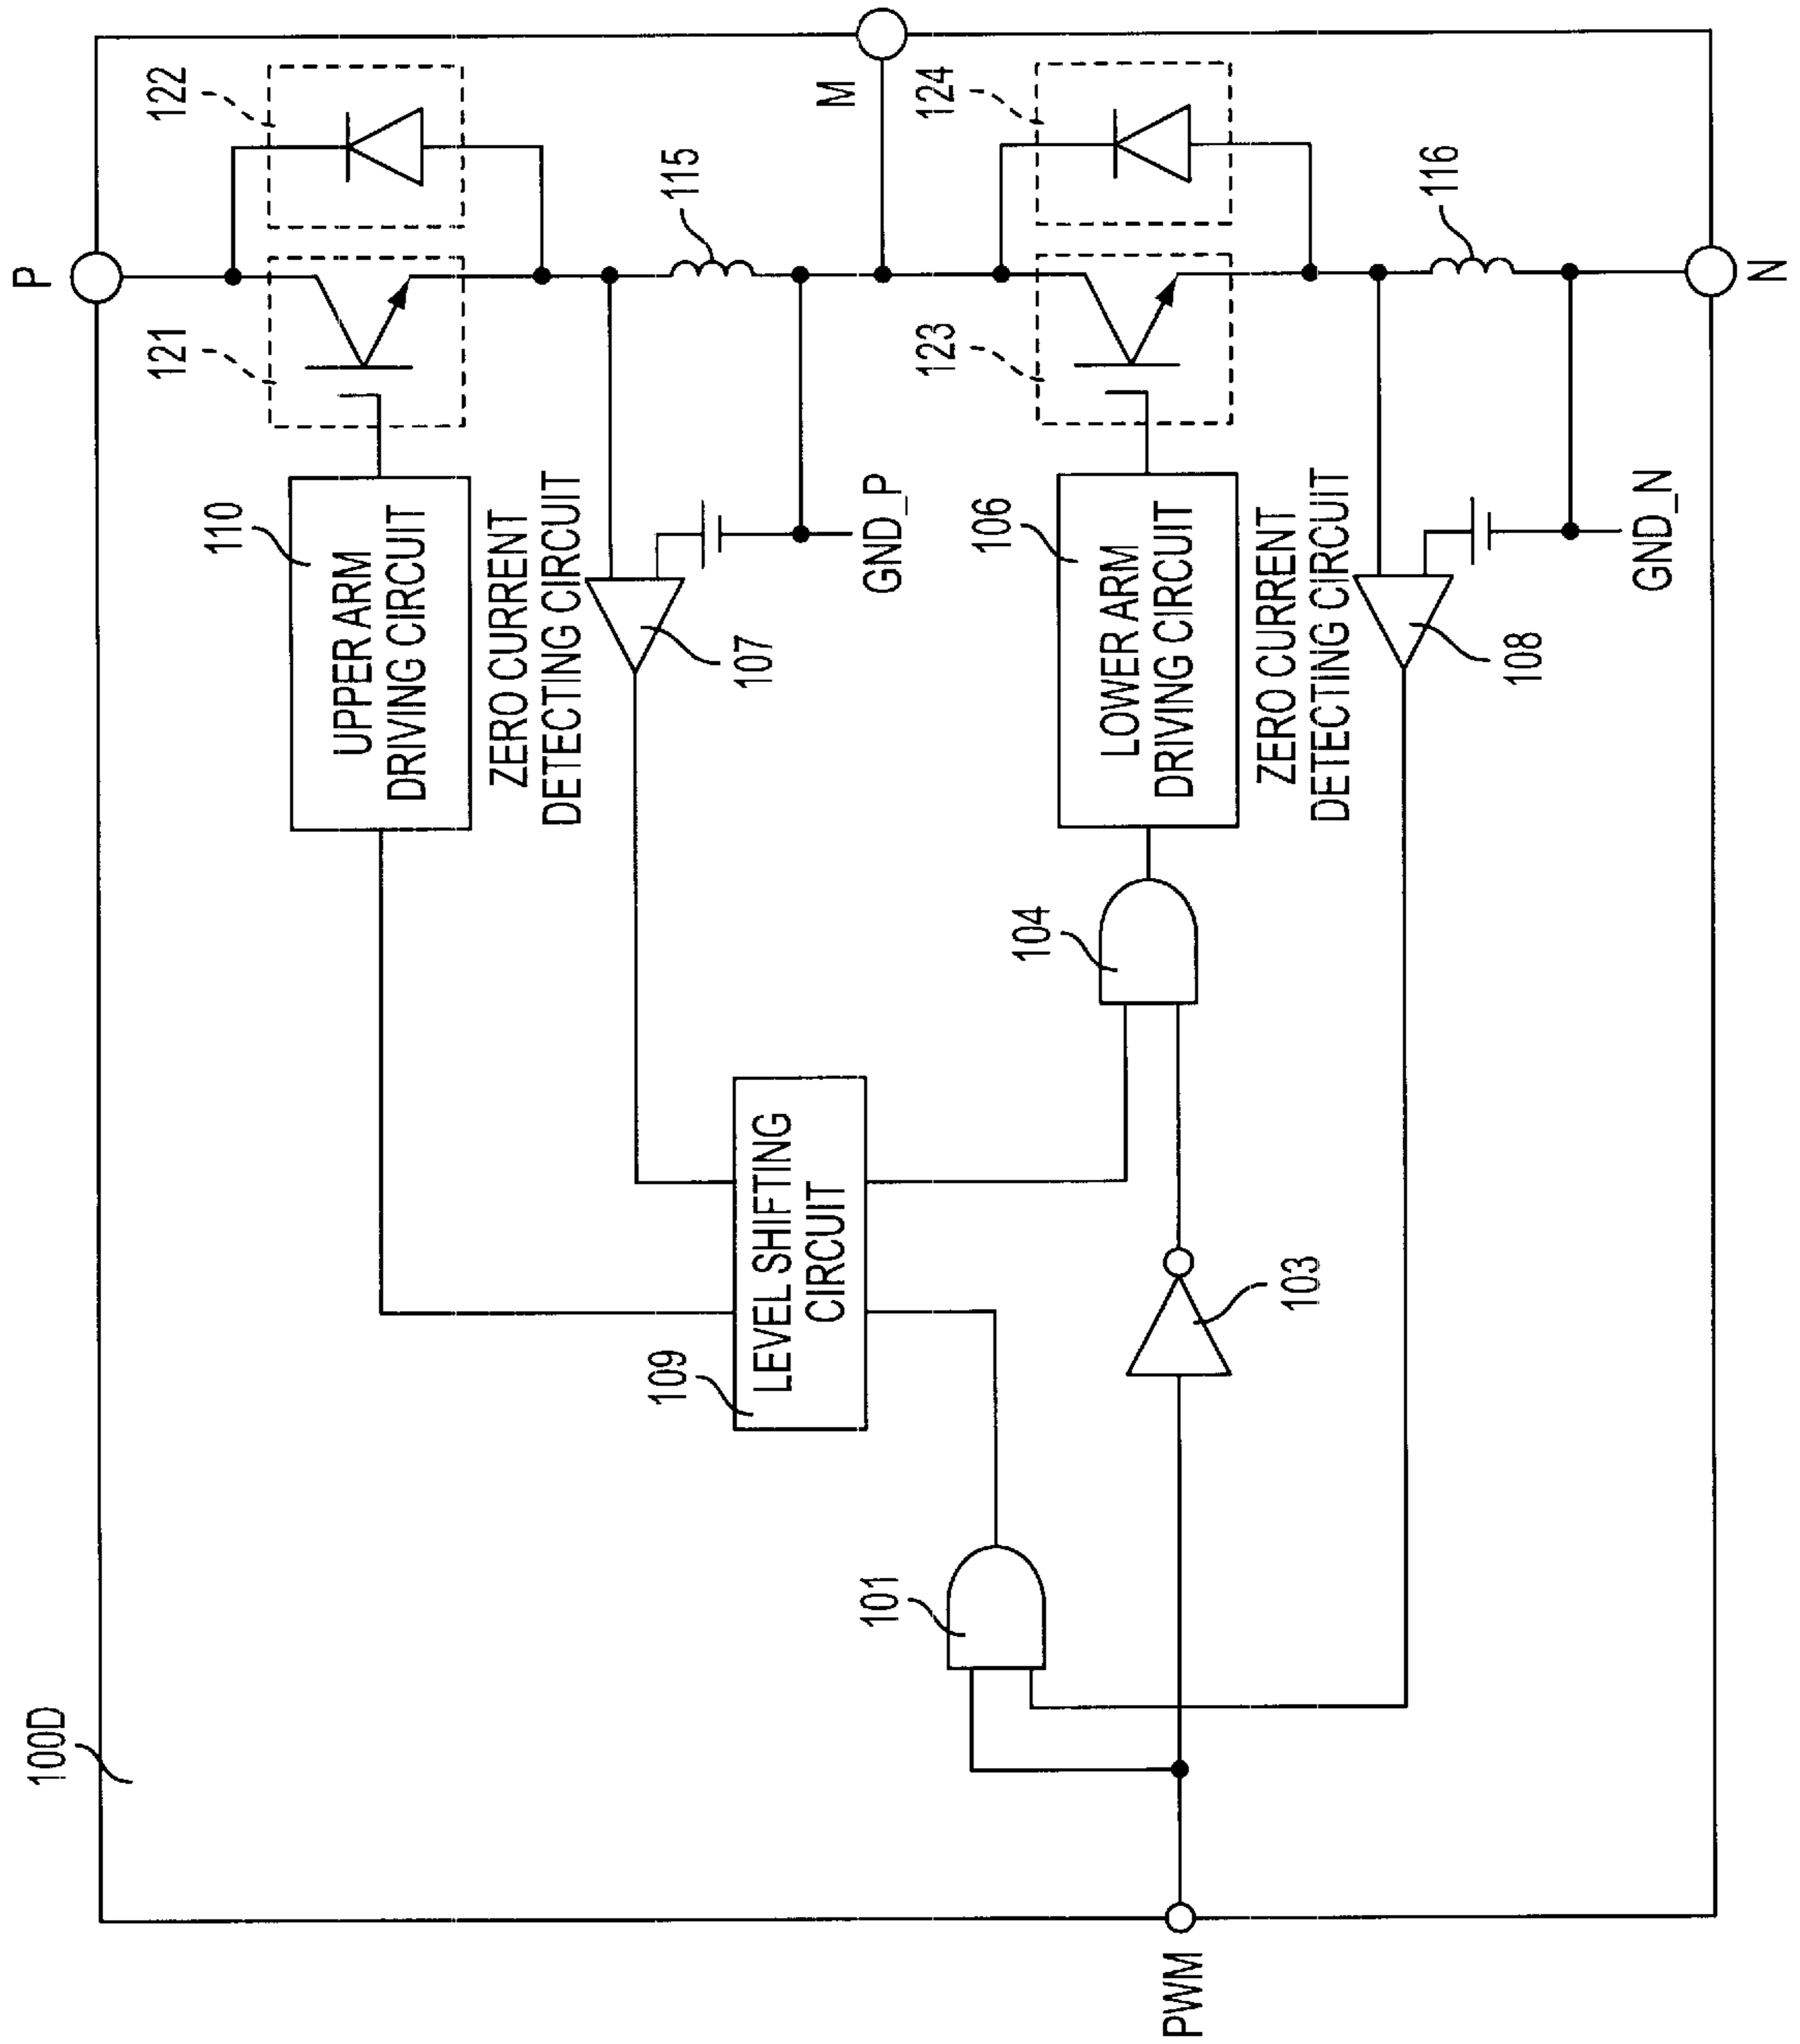 100D
P
122
121
110
UPPER ARM
DRIVING CIRCUIT
ZERO CURRENT
DETECTING CIRCUIT
107
115
GND_P
M
109
LEVEL SHIFTING
CIRCUIT
101
124
123
106
LOWER ARM
DRIVING CIRCUIT
104
103
ZERO CURRENT
DETECTING CIRCUIT
108
116
GND_N
N
PWM